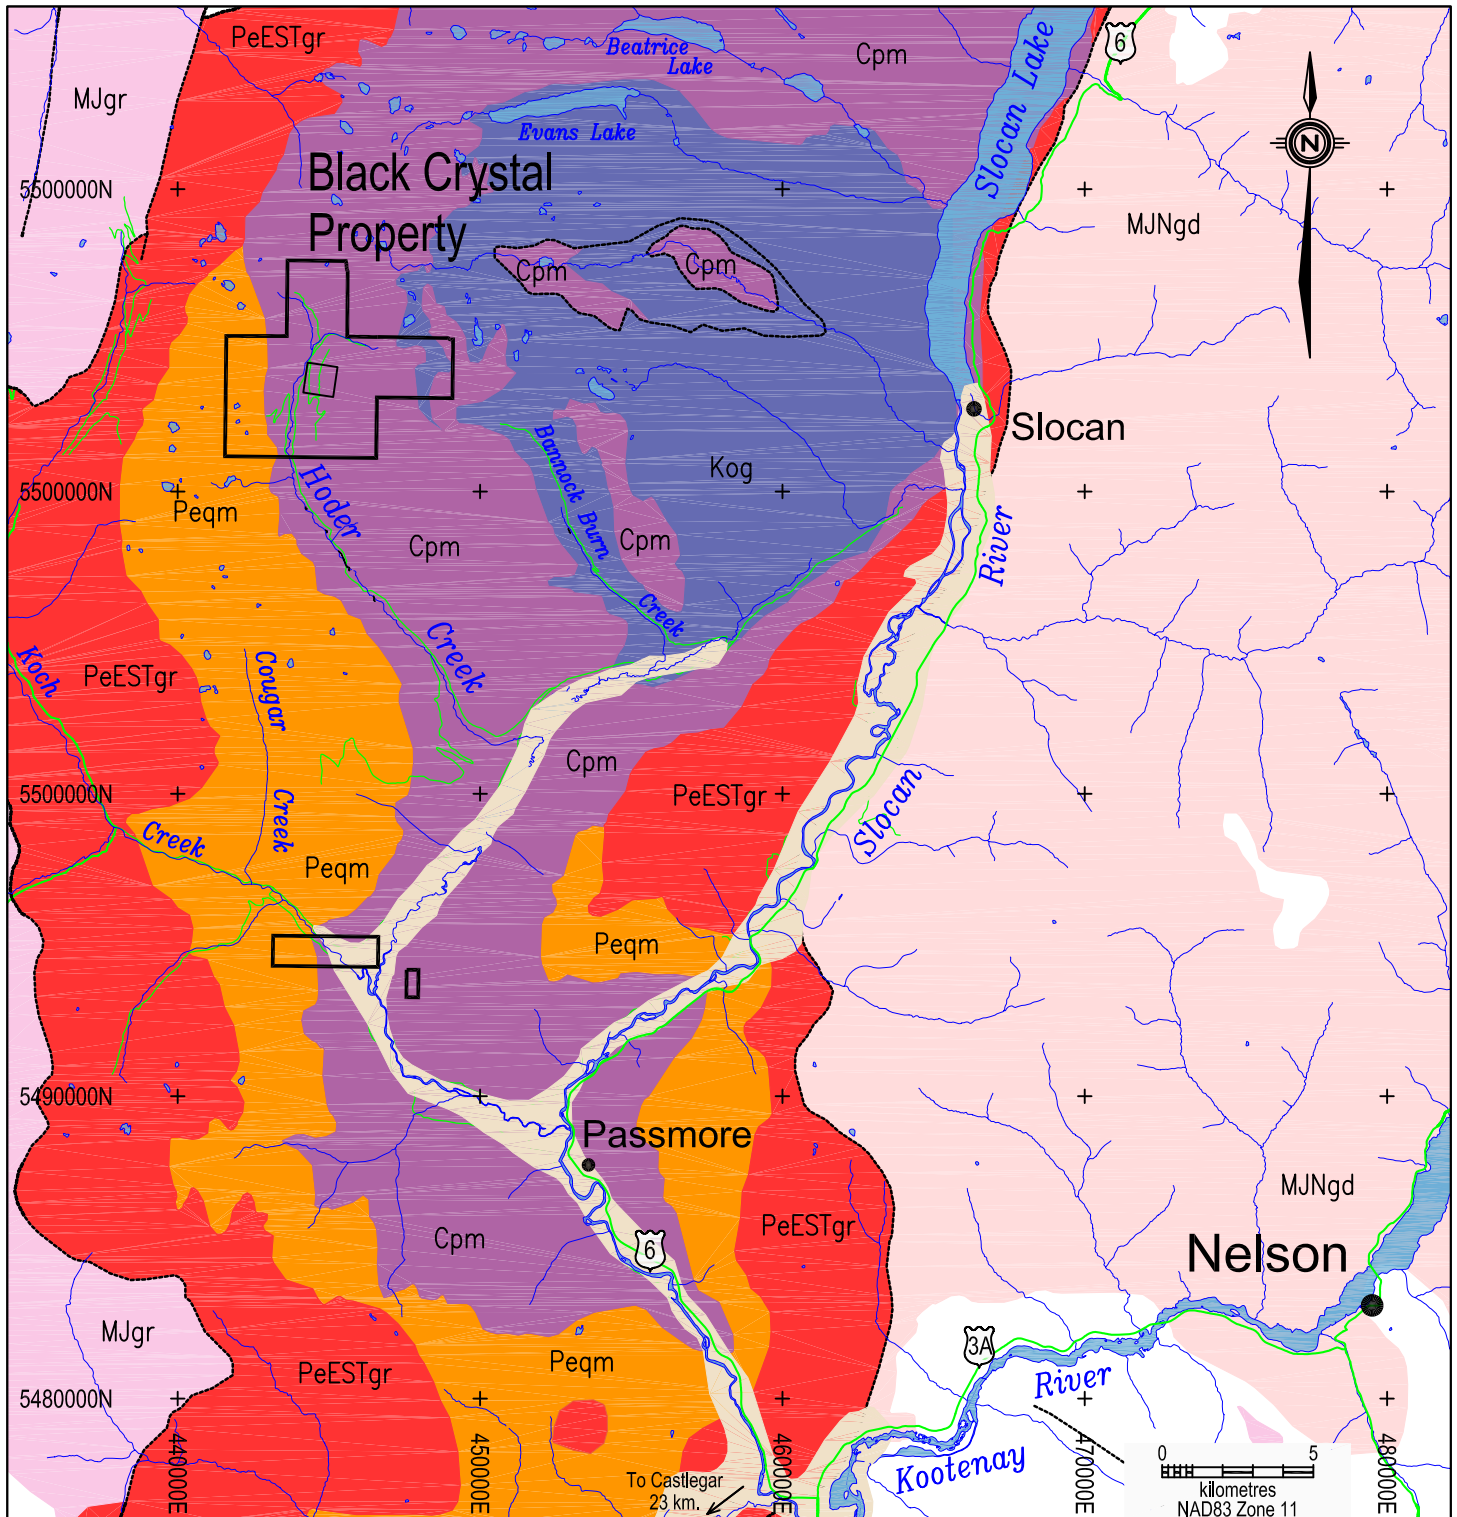 PeESTgr
Beatrice
Lake
Cpm
Slocan Lake
6
MJgr
Evans Lake
N
Black Crystal
Property
5500000N
MJNgd
Cpm
Cpm
Slocan
Bannock Burn
Creek
Kog
Hoder
Creek
5500000N
Peqm
Cpm
Cpm
River
Slocan
Koch
Creek
PeESTgr
Cougar
Creek
Cpm
5500000N
PeESTgr
Peqm
Peqm
5490000N
Passmore
MJNgd
PeESTgr
Cpm
6
Nelson
MJgr
PeESTgr
Peqm
3A
River
Kootenay
5480000N
440000E
450000E
460000E
470000E
480000E
To Castlegar
23 km.
0 5
kilometres
NAD83 Zone 11